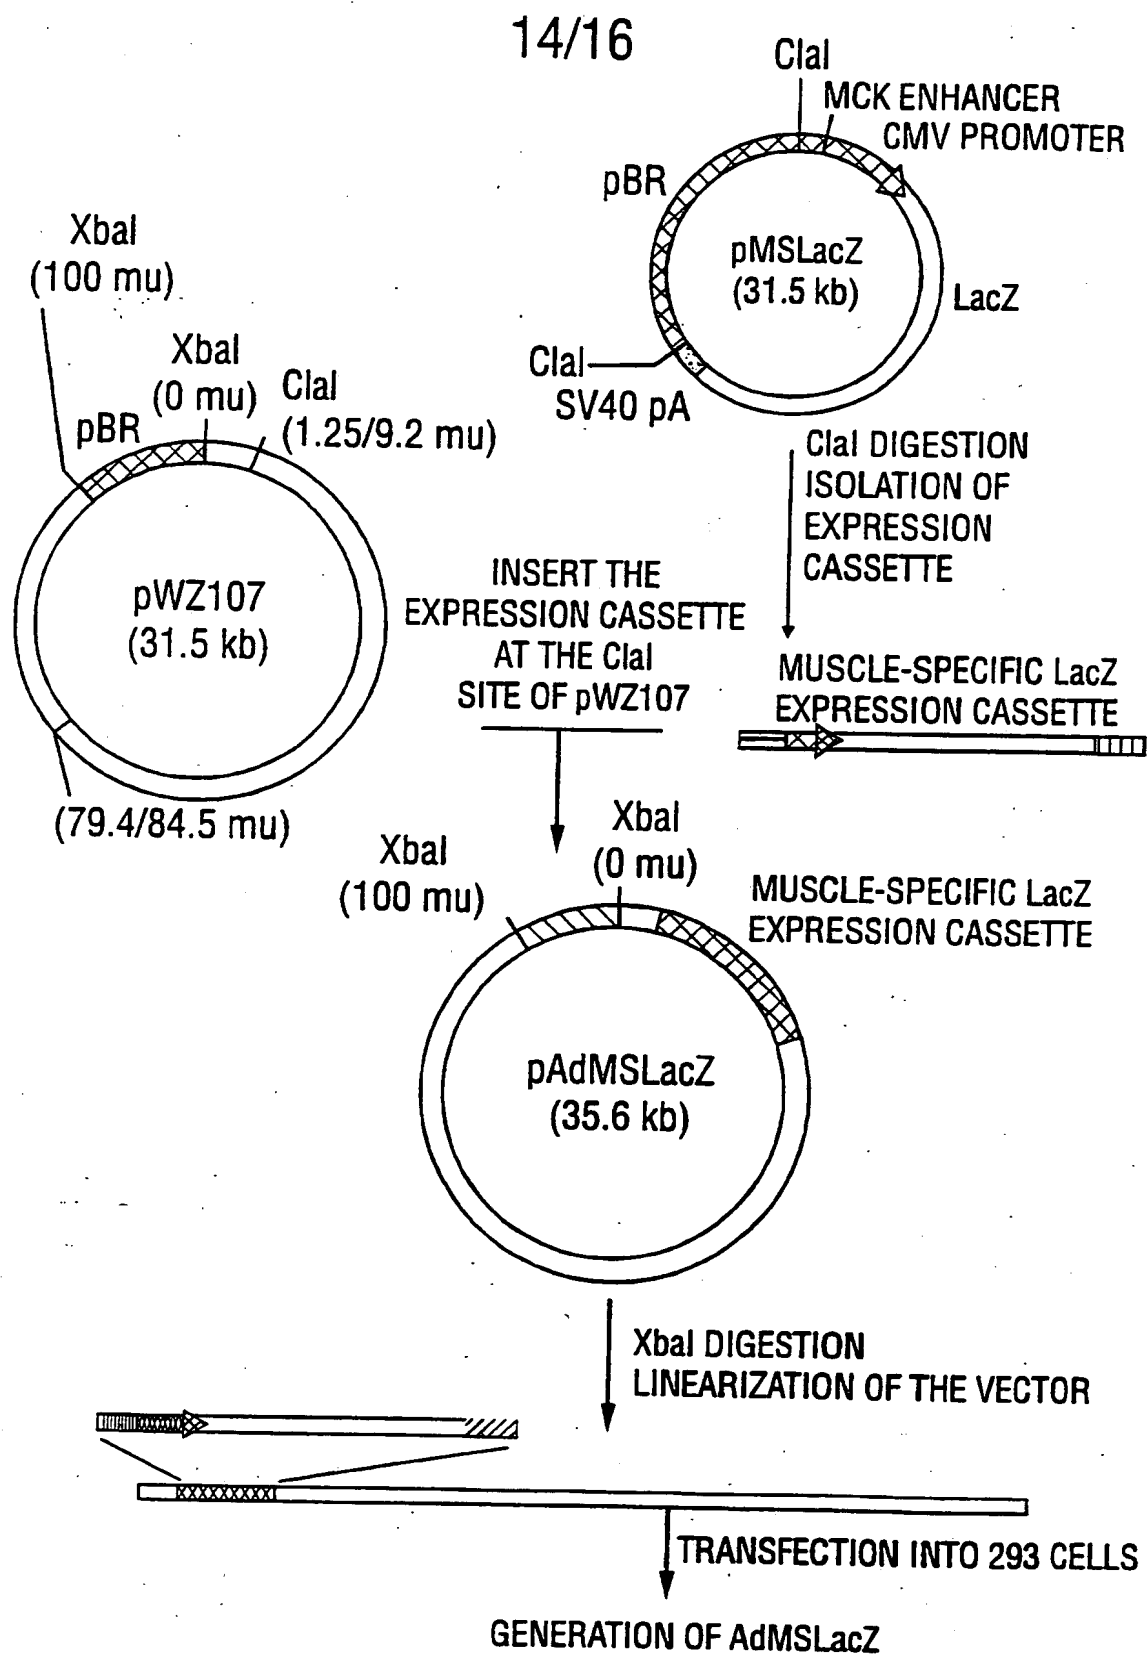 14/16
ClaI
MCK ENHANCER
CMV PROMOTER
pBR
pMSLacZ
(31.5 kb)
LacZ
ClaI
SV40 pA
XbaI
(100 mu)
XbaI
(0 mu)
ClaI
(1.25/9.2 mu)
pBR
pWZ107
(31.5 kb)
(79.4/84.5 mu)
ClaI DIGESTION
ISOLATION OF
EXPRESSION
CASSETTE
INSERT THE
EXPRESSION CASSETTE
AT THE ClaI
SITE OF pWZ107
MUSCLE-SPECIFIC LacZ
EXPRESSION CASSETTE
XbaI
(100 mu)
XbaI
(0 mu)
MUSCLE-SPECIFIC LacZ
EXPRESSION CASSETTE
pAdMSLacZ
(35.6 kb)
XbaI DIGESTION
LINEARIZATION OF THE VECTOR
TRANSFECTION INTO 293 CELLS
GENERATION OF AdMSLacZ